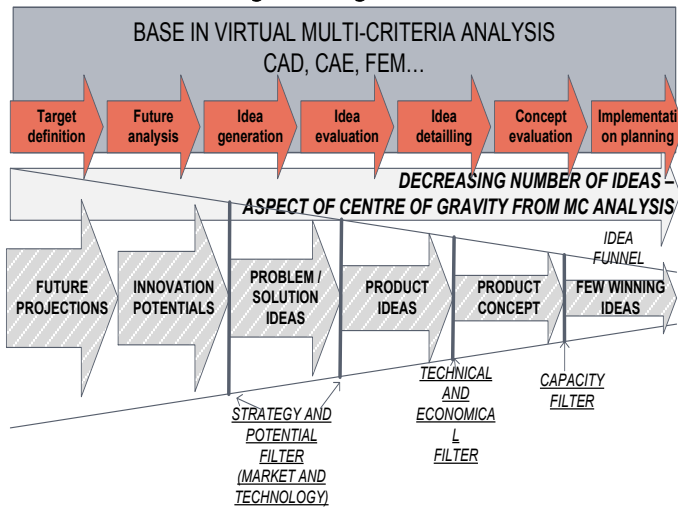 BASE IN VIRTUAL MULTI-CRITERIA ANALYSIS
CAD, CAE, FEM…
Target
definition
Future
analysis
Idea
generation
Idea
evaluation
Idea
detailling
Concept
evaluation
Implementati
on planning
DECREASING NUMBER OF IDEAS –
ASPECT OF CENTRE OF GRAVITY FROM MC ANALYSIS
IDEA
FUNNEL
FUTURE
PROJECTIONS
INNOVATION
POTENTIALS
PROBLEM /
SOLUTION
IDEAS
PRODUCT
IDEAS
PRODUCT
CONCEPT
FEW WINNING
IDEAS
STRATEGY AND
POTENTIAL
FILTER
(MARKET AND
TECHNOLOGY)
TECHNICAL
AND
ECONOMICA
L
FILTER
CAPACITY
FILTER